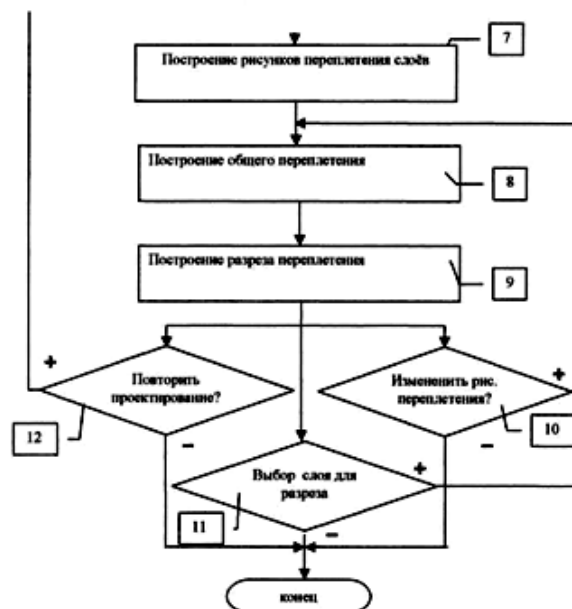 7
Построение рисунков переплетения слоёв
Построение общего переплетения
8
Построение разреза переплетения
9
+
+
Повторить
проектирование?
Измененить рис.
переплетения?
12
10
-
-
Выбор слоя для
разреза
+
11
-
конец